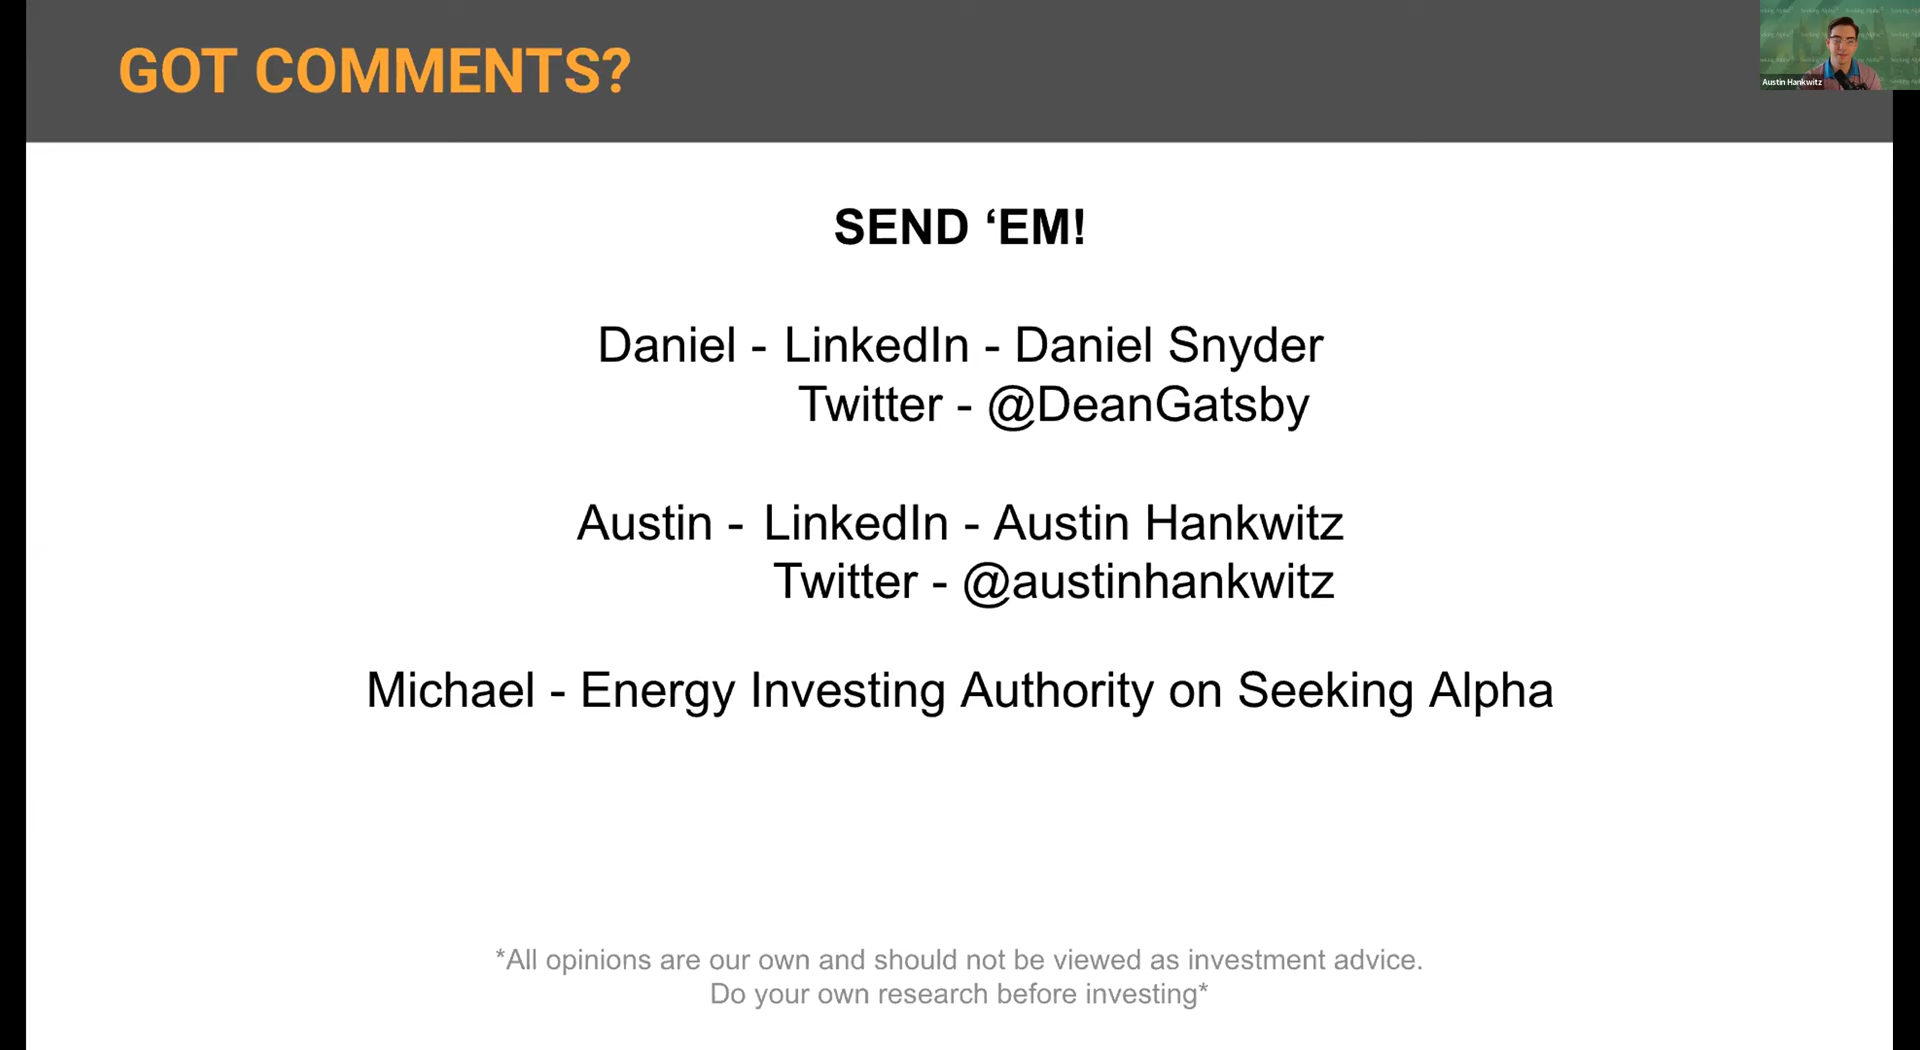 GOT COMMENTS?
Austin Hankwitz
SEND ‘EM!
Daniel - LinkedIn - Daniel Snyder
Twitter - @DeanGatsby
Austin - LinkedIn - Austin Hankwitz
Twitter - @austinhankwitz
Michael - Energy Investing Authority on Seeking Alpha
*All opinions are our own and should not be viewed as investment advice.
Do your own research before investing*